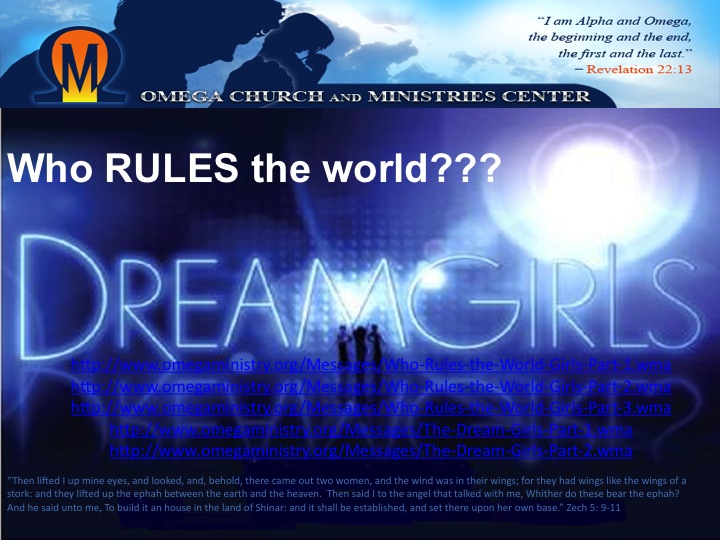 “I am Alpha and Omega,
the beginning and the end,
the first and the last.”
– Revelation 22:13
Ω
M
OMEGA CHURCH AND MINISTRIES CENTER
Who RULES the world???
DREAMGIRLS
http://www.omegaministry.org/Messages/Who-Rules-the-World-Girls-Part-1.wma
http://www.omegaministry.org/Messages/Who-Rules-the-World-Girls-Part-2.wma
http://www.omegaministry.org/Messages/Who-Rules-the-World-Girls-Part-3.wma
http://www.omegaministry.org/Messages/The-Dream-Girls-Part-1.wma
http://www.omegaministry.org/Messages/The-Dream-Girls-Part-2.wma
“Then lifted I up mine eyes, and looked, and, behold, there came out two women, and the wind was in their wings; for they had wings like the wings of a
stork: and they lifted up the ephah between the earth and the heaven.  Then said I to the angel that talked with me, Whither do these bear the ephah?
And he said unto me, To build it an house in the land of Shinar: and it shall be established, and set there upon her own base.” Zech 5: 9-11